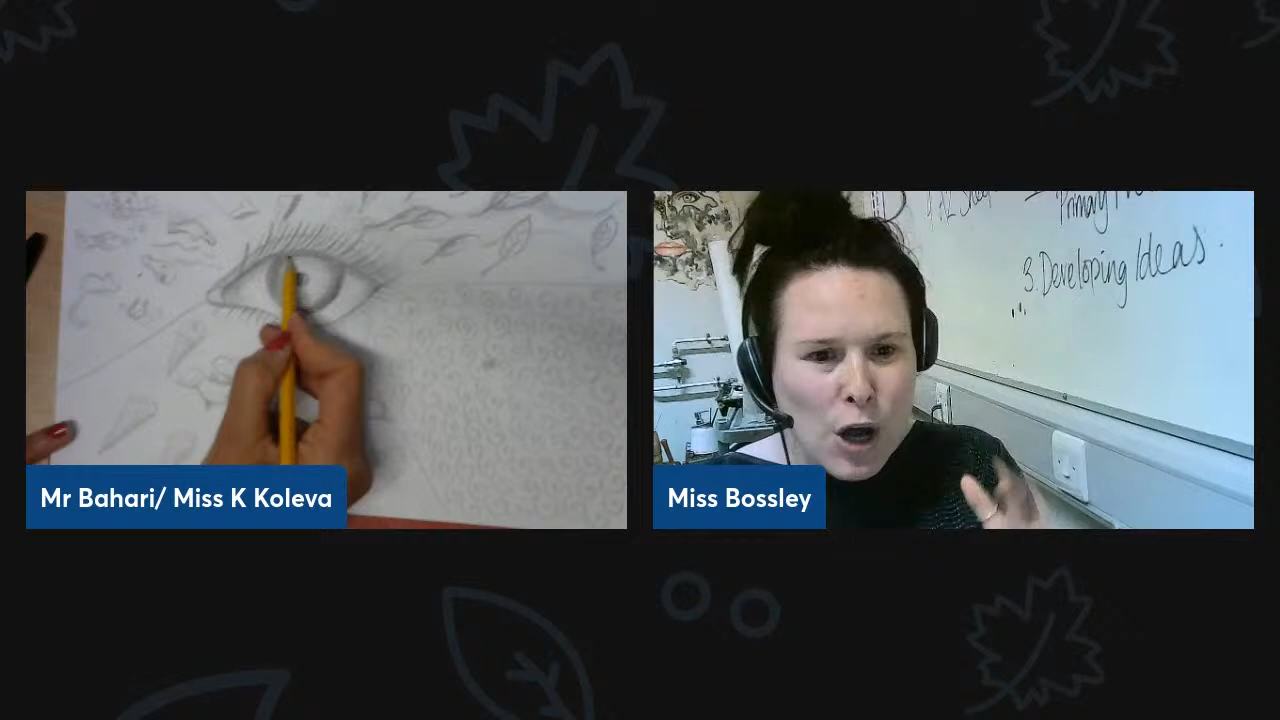 Primary
3. Developing Ideas.
Mr Bahari/ Miss K Koleva
Miss Bossley